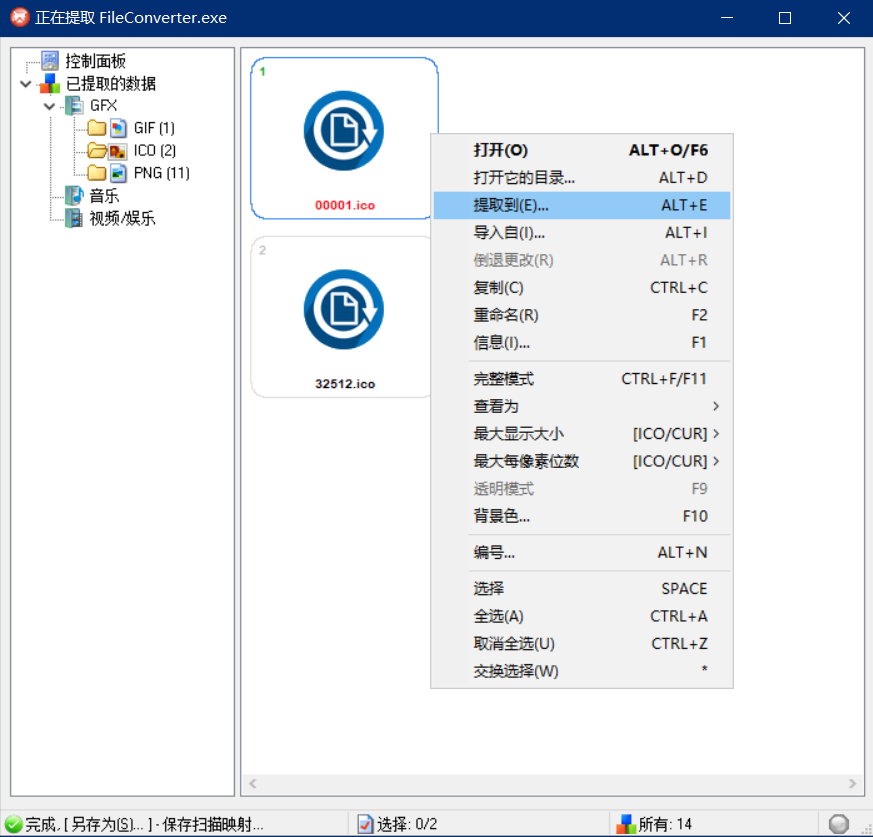 正在提取 FileConverter.exe
控制面板
已提取的数据
GFX
GIF (1)
ICO (2)
PNG (11)
音乐
视频/娱乐
1
00001.ico
2
32512.ico
打开(O) ALT+O/F6
打开它的目录... ALT+D
提取到(E)... ALT+E
导入自(I)... ALT+I
倒退更改(R) ALT+R
复制(C) CTRL+C
重命名(R) F2
信息(I)... F1
完整模式 CTRL+F/F11
查看为
最大显示大小 [ICO/CUR]
最大每像素位数 [ICO/CUR]
透明模式 F9
背景色... F10
编号... ALT+N
选择 SPACE
全选(A) CTRL+A
取消全选(U) CTRL+Z
交换选择(W) *
完成, [ 另存为(S)... ] - 保存扫描映射... 选择: 0/2 所有: 14